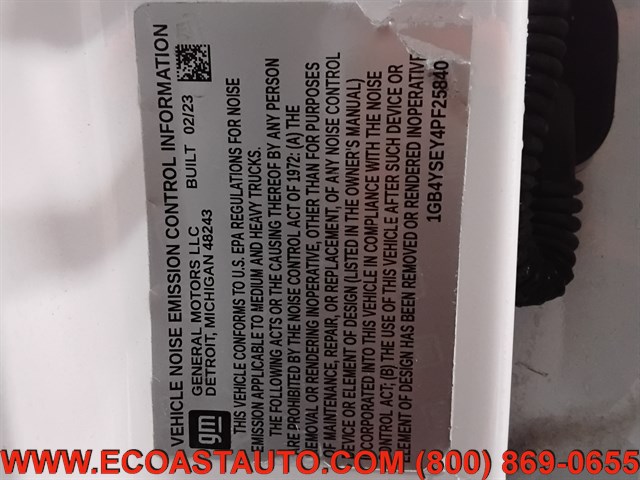 VEHICLE NOISE EMISSION CONTROL INFORMATION
gm
GENERAL MOTORS LLC
DETROIT, MICHIGAN 48243
BUILT 02/23
THIS VEHICLE CONFORMS TO U.S. EPA REGULATIONS FOR NOISE
EMISSION APPLICABLE TO MEDIUM AND HEAVY TRUCKS.
THE FOLLOWING ACTS OR THE CAUSING THEREOF BY ANY PERSON
RE PROHIBITED BY THE NOISE CONTROL ACT OF 1972: (A) THE
REMOVAL OR RENDERING INOPERATIVE, OTHER THAN FOR PURPOSES
OF MAINTENANCE, REPAIR, OR REPLACEMENT, OF ANY NOISE CONTROL
DEVICE OR ELEMENT OF DESIGN (LISTED IN THE OWNER'S MANUAL)
NCORPORATED INTO THIS VEHICLE IN COMPLIANCE WITH THE NOISE
CONTROL ACT; (B) THE USE OF THIS VEHICLE AFTER SUCH DEVICE OR
ELEMENT OF DESIGN HAS BEEN REMOVED OR RENDERED INOPERATIVE
1GB4YSEY4PF25840
WWW.ECOASTAUTO.COM (800) 869-0655